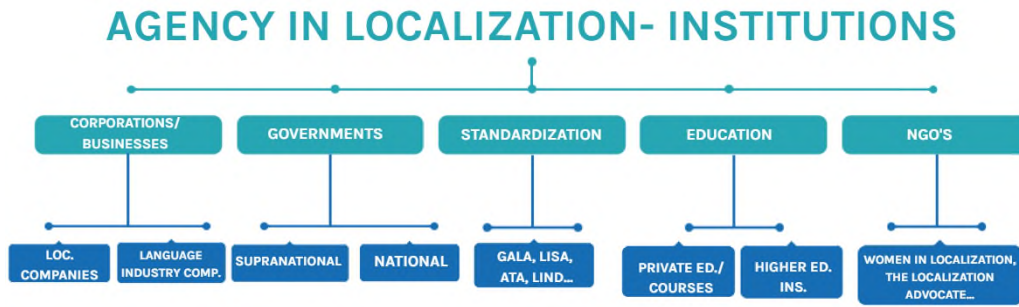 AGENCY IN LOCALIZATION- INSTITUTIONS
CORPORATIONS/
BUSINESSES
GOVERNMENTS
STANDARDIZATION
EDUCATION
NGO'S
LOC.
COMPANIES
LANGUAGE
INDUSTRY COMP.
SUPRANATIONAL
NATIONAL
GALA, LISA,
ATA, LIND...
PRIVATE ED./
COURSES
HIGHER ED.
INS.
WOMEN IN LOCALIZATION,
THE LOCALIZATION
ADVOCATE...